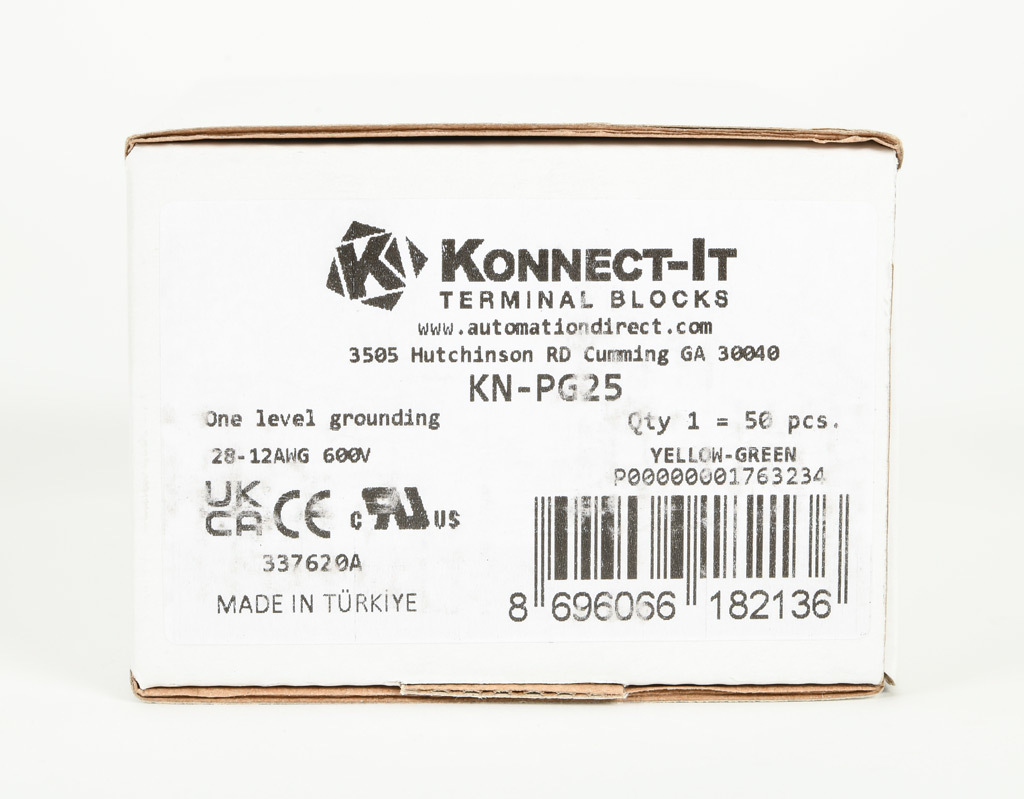 K KONNECT-IT
TERMINAL BLOCKS
www.automationdirect.com
3505 Hutchinson RD Cumming GA 30040
KN-PG25
One level grounding
Qty 1 = 50 pcs.
28-12AWG 600V
YELLOW-GREEN
P00000001763234
UK
CA CE c RU US
337620A
MADE IN TÜRKİYE
8 696066 182136